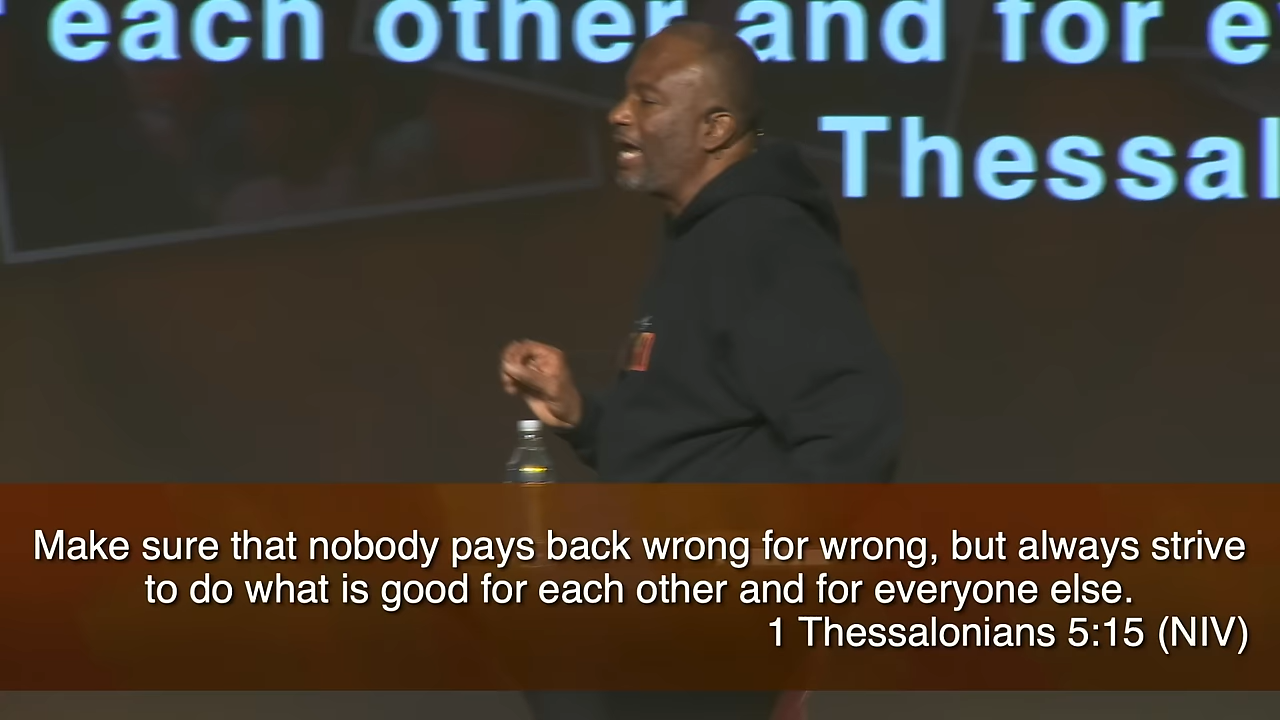 each other and for e
Thessal
Make sure that nobody pays back wrong for wrong, but always strive
to do what is good for each other and for everyone else.
1 Thessalonians 5:15 (NIV)